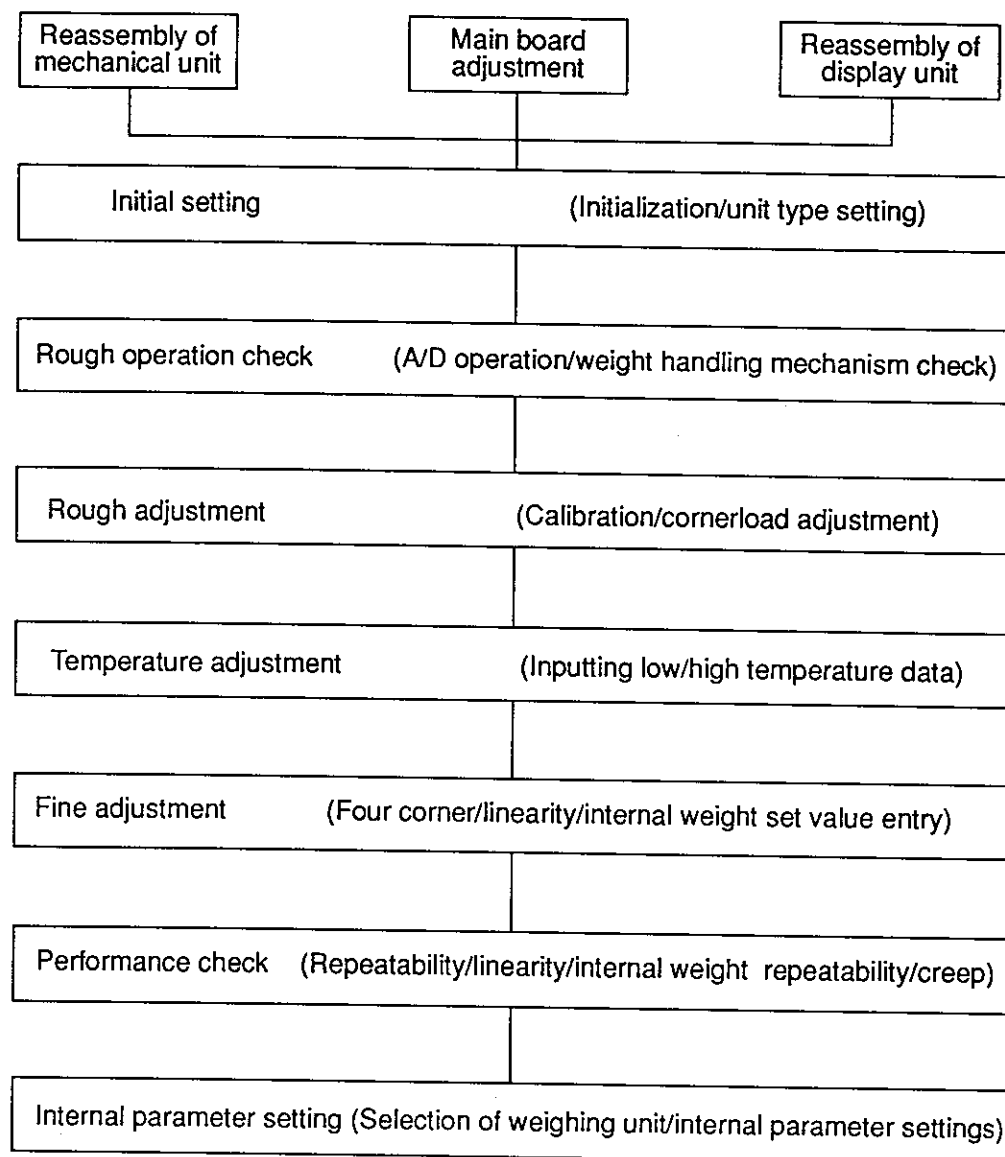 Reassembly of
mechanical unit
Main board
adjustment
Reassembly of
display unit
Initial setting (Initialization/unit type setting)
Rough operation check (A/D operation/weight handling mechanism check)
Rough adjustment (Calibration/cornerload adjustment)
Temperature adjustment (Inputting low/high temperature data)
Fine adjustment (Four corner/linearity/internal weight set value entry)
Performance check (Repeatability/linearity/internal weight repeatability/creep)
Internal parameter setting (Selection of weighing unit/internal parameter settings)